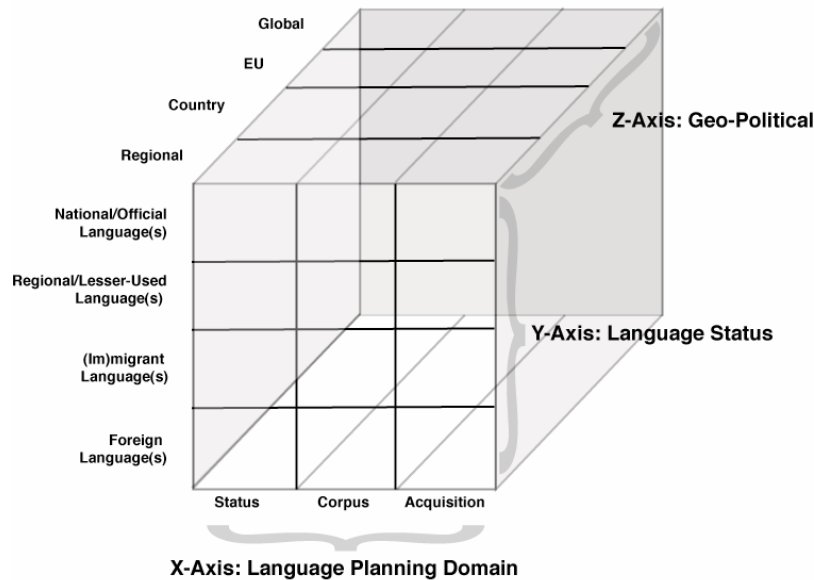 Global
EU
Country
Z-Axis: Geo-Political
Regional
National/Official
Language(s)
Regional/Lesser-Used
Language(s)
Y-Axis: Language Status
(Im)migrant
Language(s)
Foreign
Language(s)
Status
Corpus
Acquisition
X-Axis: Language Planning Domain